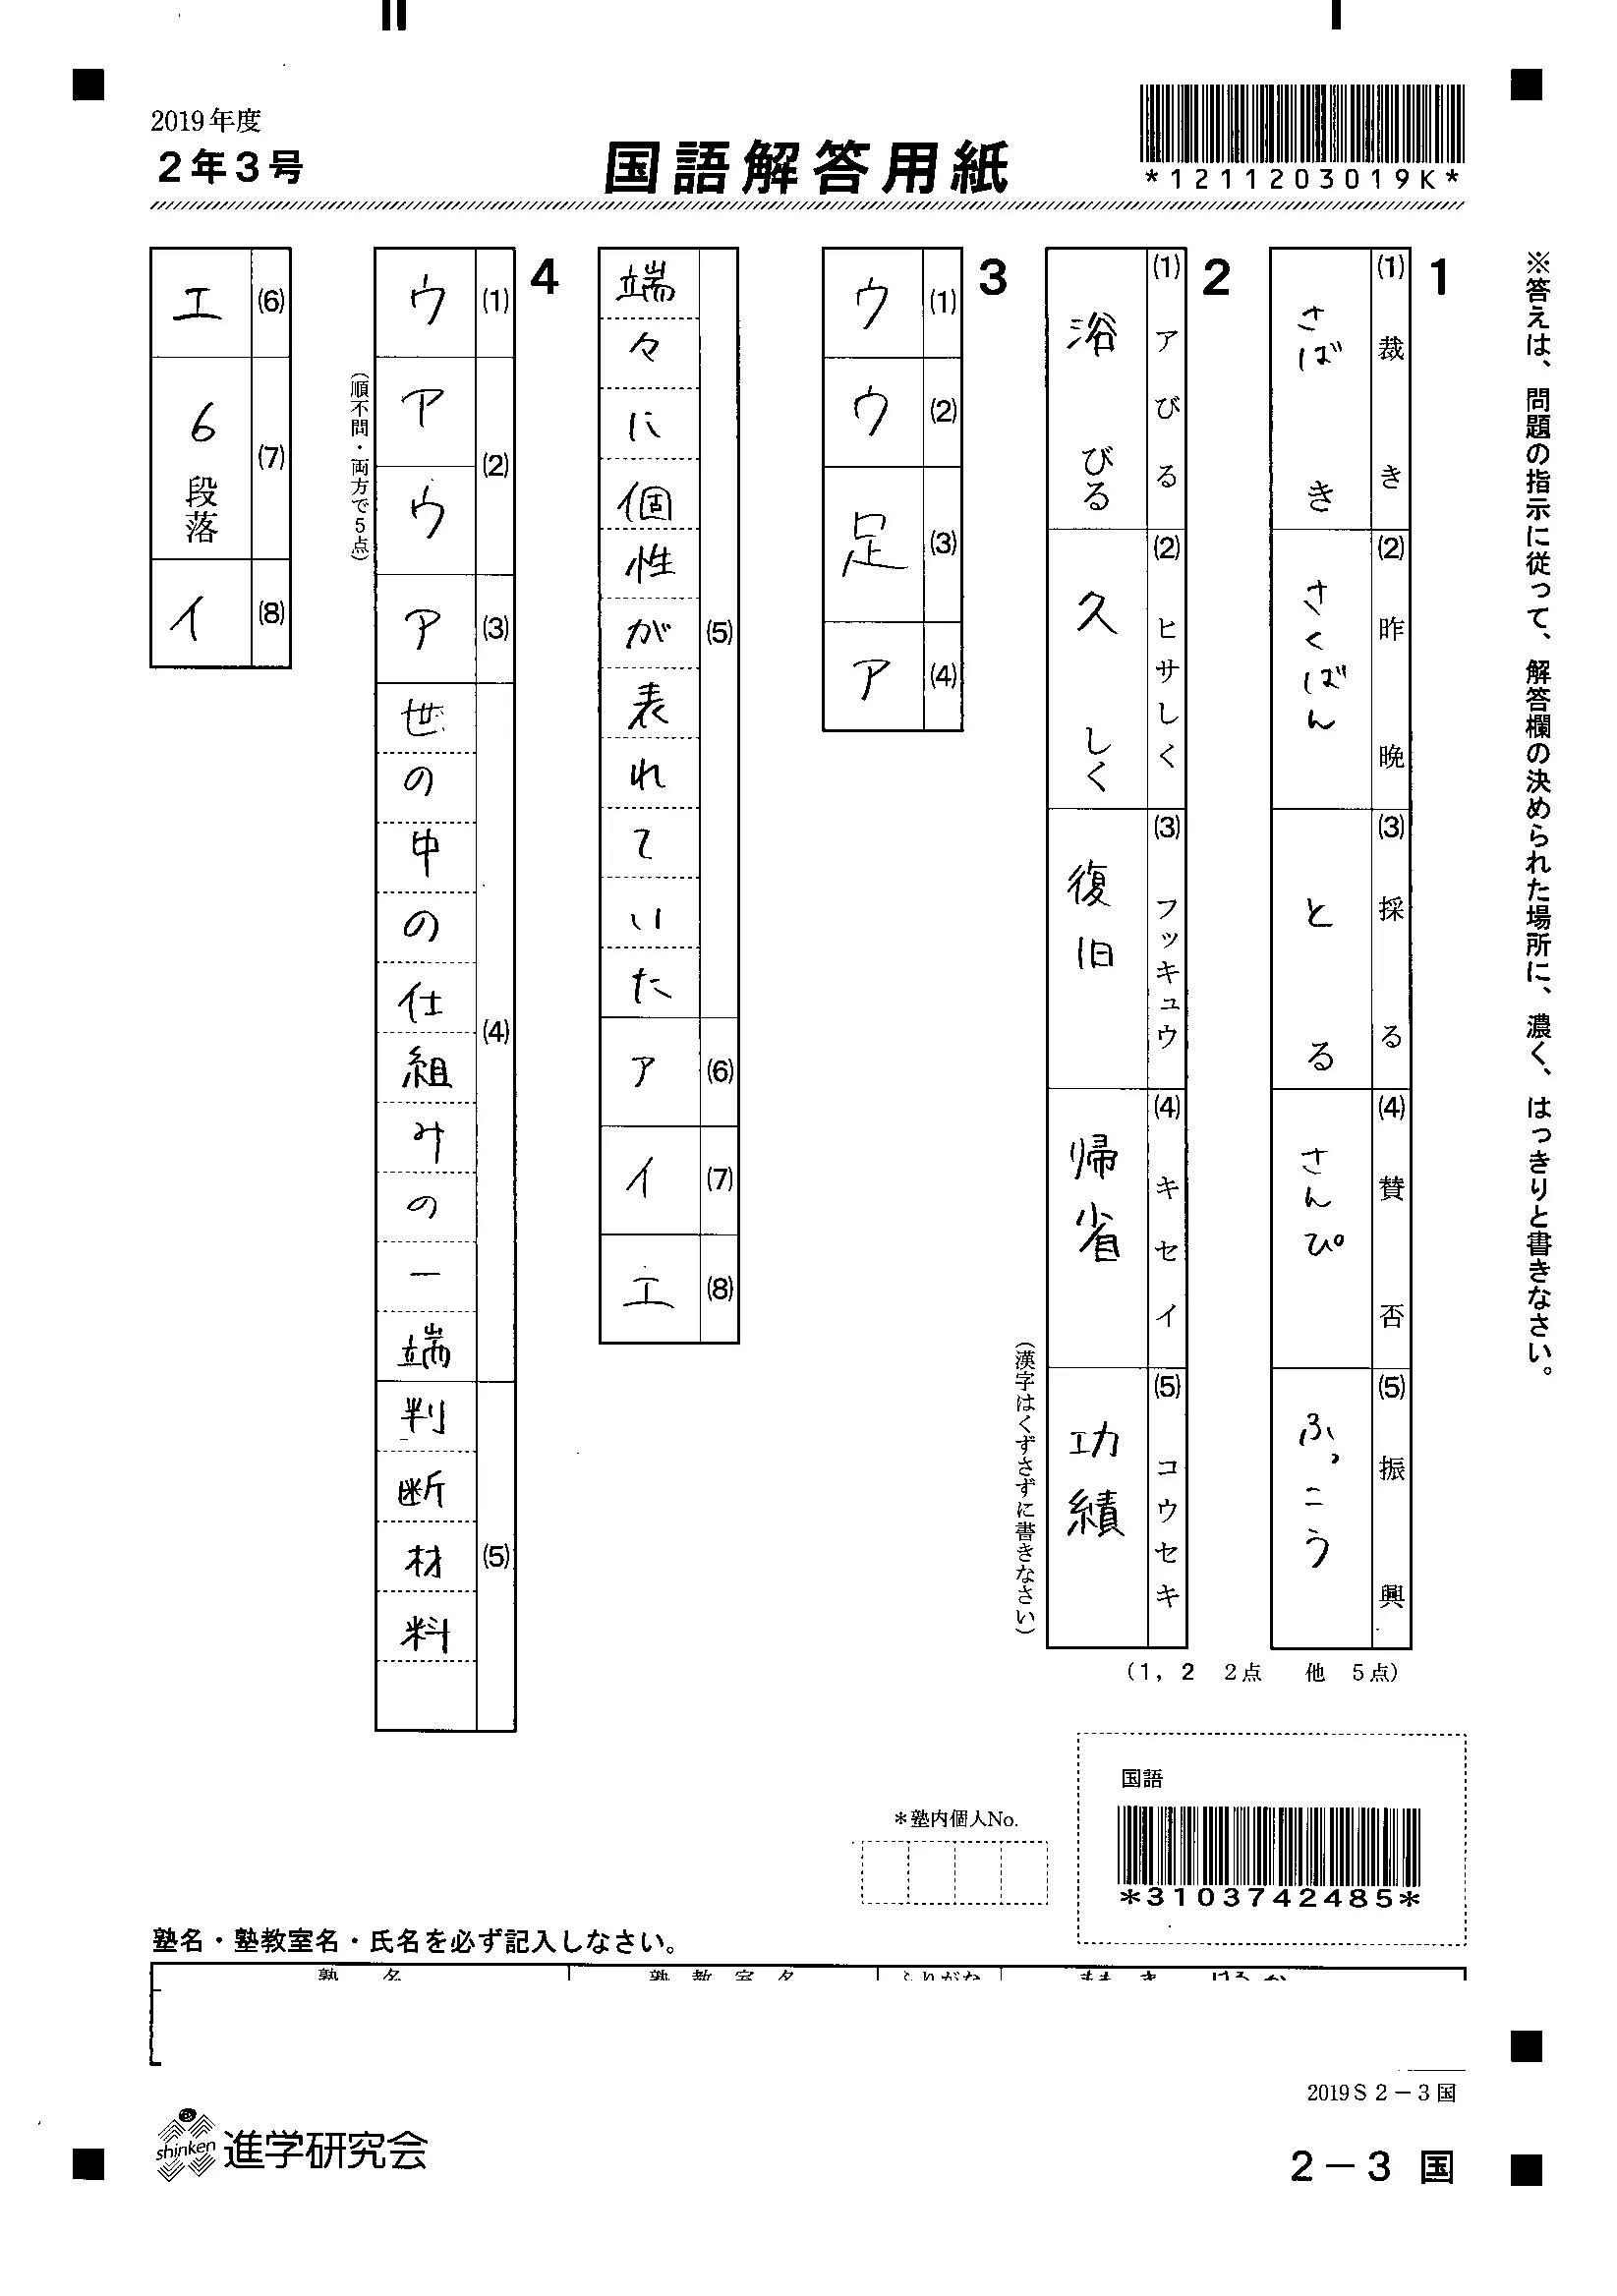 2019年度
2年3号
国語解答用紙
*1211203019K*
※答えは、問題の指示に従って、解答欄の決められた場所に、濃く、はっきりと書きなさい。
1
(1) 裁き
さばき
(2) 昨晩
さくばん
(3) 採る
とる
(4) 賛否
さんぴ
(5) 振興
ふっこう
(1, 2 2点 他 5点)
2
(1) アびる
浴びる
(2) ヒサしく
久しく
(3) フッキュウ
復旧
(4) キセイ
帰省
(5) コウセキ
功績
(漢字はくずさずに書きなさい)
3
(1) ウ
(2) ウ
(3) 足
(4) ア
(5) 端々に個性が表れていた
(6) ア
(7) イ
(8) エ
4
(1) ウ
(2) ア ウ
(順不問・両方で5点)
(3) ア
(4) 世の中の仕組みの一端
(5) 判断材料
(6) エ
(7) 6段落
(8) イ
国語
*3103742485*
*塾内個人No.
塾名・塾教室名・氏名を必ず記入しなさい。
塾名 塾教室名 ふりがな
2019S2-3国
shinken 進学研究会
2-3 国